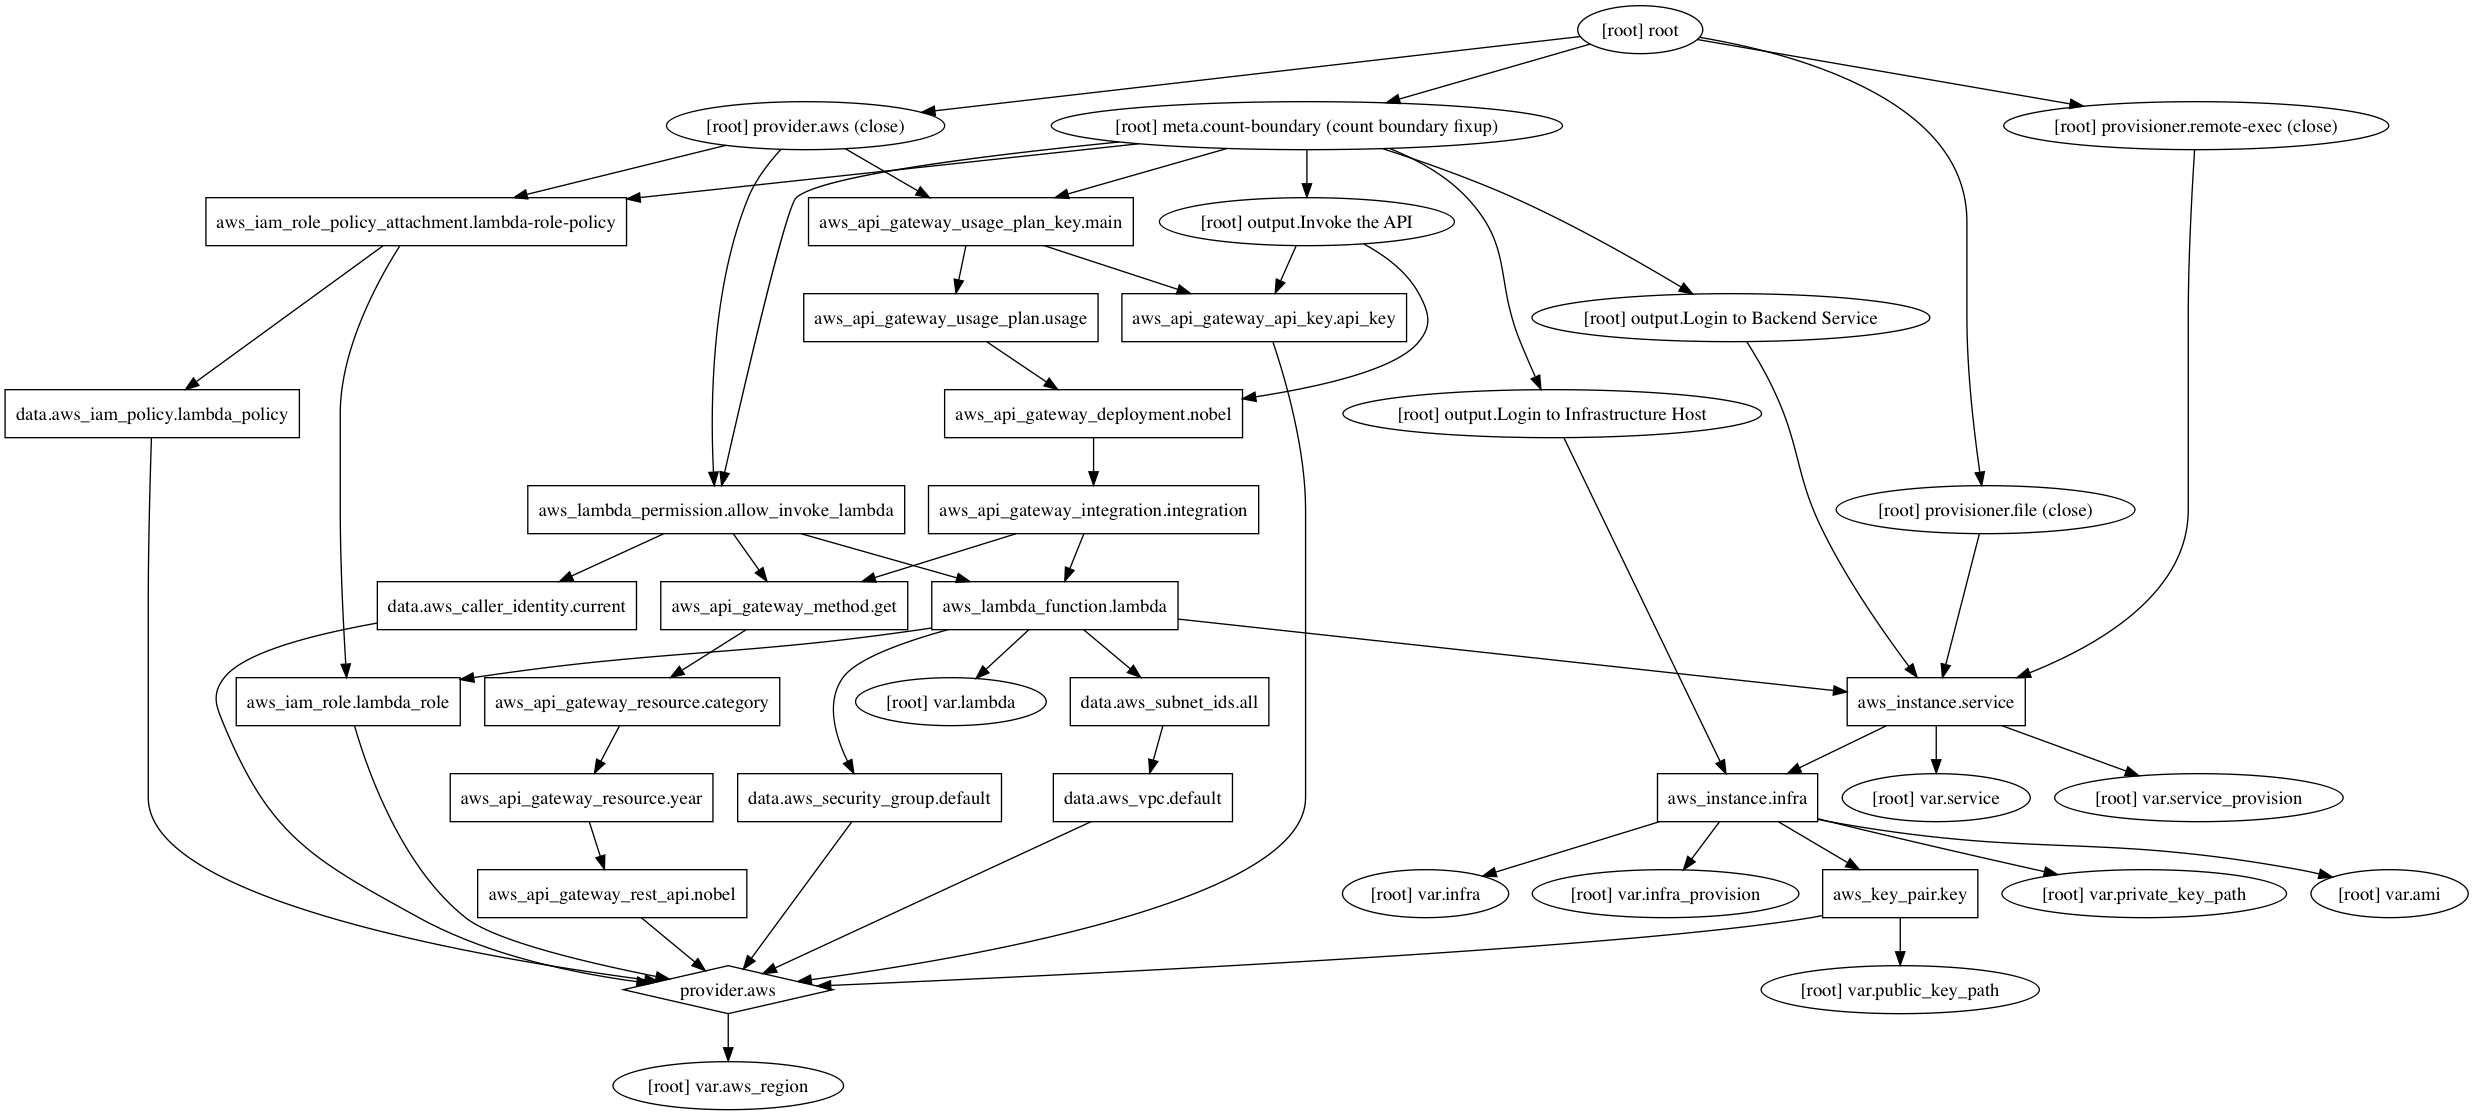 [root] root
[root] provider.aws (close)
[root] meta.count-boundary (count boundary fixup)
[root] provisioner.remote-exec (close)
aws_iam_role_policy_attachment.lambda-role-policy
aws_api_gateway_usage_plan_key.main
[root] output.Invoke the API
aws_api_gateway_usage_plan.usage
aws_api_gateway_api_key.api_key
[root] output.Login to Backend Service
data.aws_iam_policy.lambda_policy
aws_api_gateway_deployment.nobel
[root] output.Login to Infrastructure Host
aws_lambda_permission.allow_invoke_lambda
aws_api_gateway_integration.integration
[root] provisioner.file (close)
data.aws_caller_identity.current
aws_api_gateway_method.get
aws_lambda_function.lambda
aws_iam_role.lambda_role
aws_api_gateway_resource.category
[root] var.lambda
data.aws_subnet_ids.all
aws_instance.service
aws_api_gateway_resource.year
data.aws_security_group.default
data.aws_vpc.default
aws_instance.infra
[root] var.service
[root] var.service_provision
aws_api_gateway_rest_api.nobel
[root] var.infra
[root] var.infra_provision
aws_key_pair.key
[root] var.private_key_path
[root] var.ami
provider.aws
[root] var.public_key_path
[root] var.aws_region